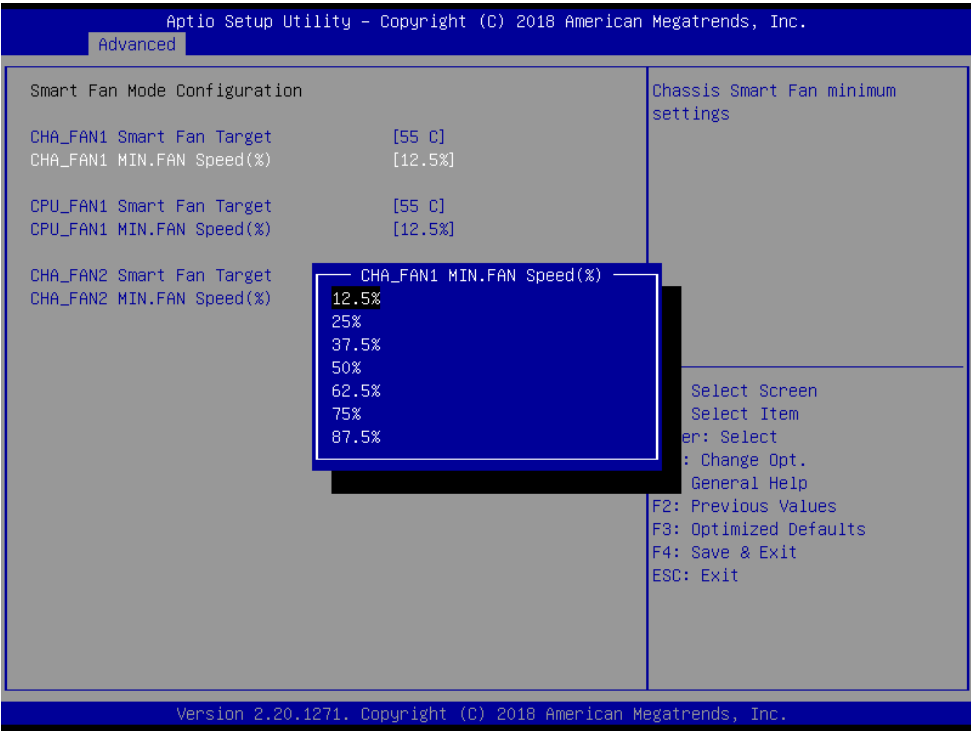 Aptio Setup Utility – Copyright (C) 2018 American Megatrends, Inc.
Advanced
Smart Fan Mode Configuration
CHA_FAN1 Smart Fan Target [55 C]
CHA_FAN1 MIN.FAN Speed(%) [12.5%]
CPU_FAN1 Smart Fan Target [55 C]
CPU_FAN1 MIN.FAN Speed(%) [12.5%]
CHA_FAN2 Smart Fan Target
CHA_FAN2 MIN.FAN Speed(%)
CHA_FAN1 MIN.FAN Speed(%)
12.5%
25%
37.5%
50%
62.5%
75%
87.5%
Chassis Smart Fan minimum
settings
Select Screen
Select Item
er: Select
: Change Opt.
General Help
F2: Previous Values
F3: Optimized Defaults
F4: Save & Exit
ESC: Exit
Version 2.20.1271. Copyright (C) 2018 American Megatrends, Inc.